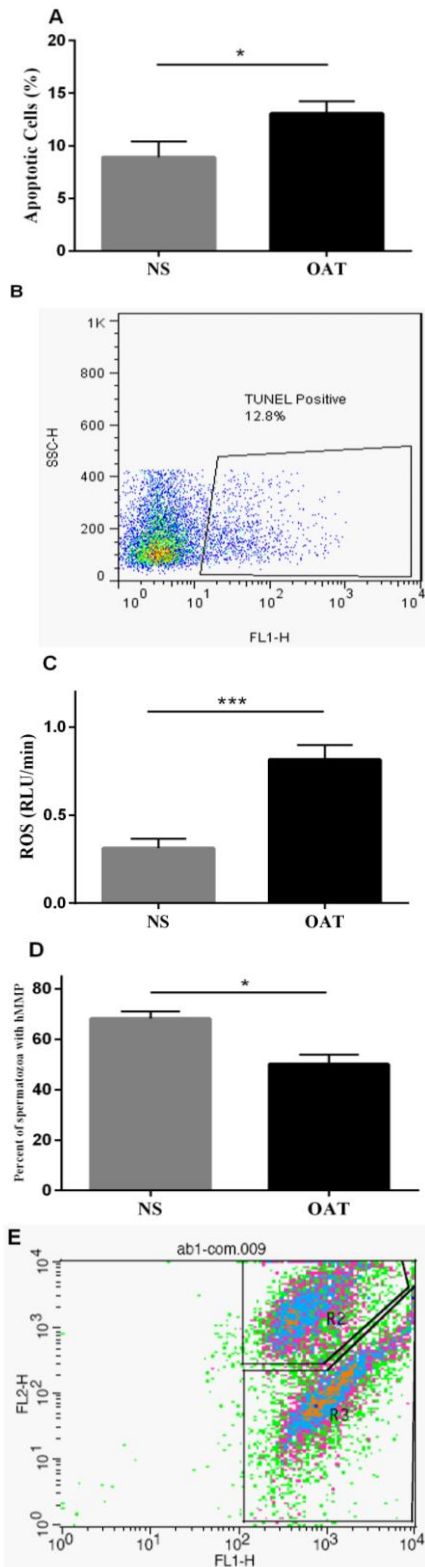 A
Apoptotic Cells (%)
20
15
10
5
0
*
NS
OAT
B
SSC-H
1K
800
600
400
200
0
TUNEL Positive
12.8%
10^0
10^1
10^2
10^3
10^4
FL1-H
C
ROS (RLU/min)
1.0
0.5
0.0
***
NS
OAT
D
Percent of spermatozoa with hMMP
80
60
40
20
0
*
NS
OAT
E
ab1-com.009
FL2-H
10^4
10^3
10^2
10^1
10^0
R2
R3
10^0
10^1
10^2
10^3
10^4
FL1-H